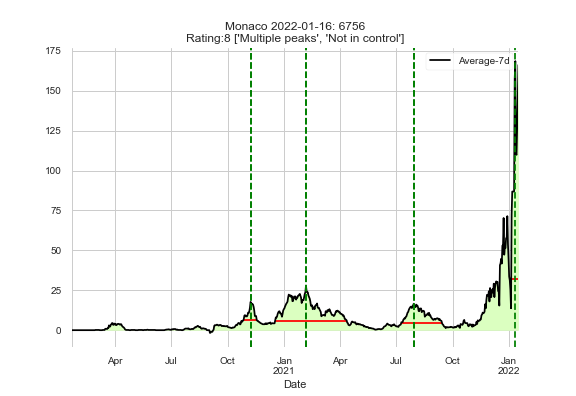 Monaco 2022-01-16: 6756
Rating:8 ['Multiple peaks', 'Not in control']
175
150
125
100
75
50
25
0
Average-7d
Apr
Jul
Oct
Jan
2021
Apr
Jul
Oct
Jan
2022
Date